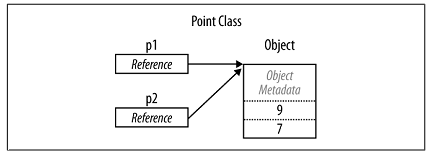 Point Class
p1
Object
Reference
Object
Metadata
p2
9
Reference
7